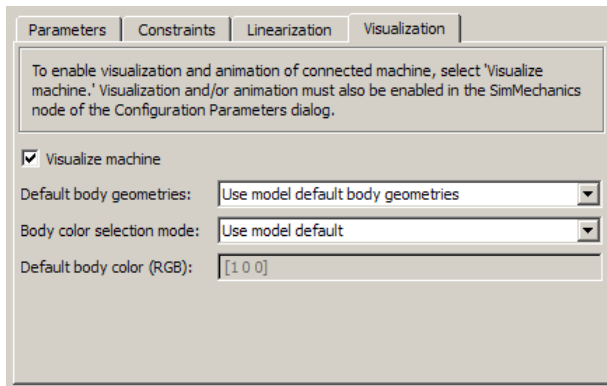 Parameters Constraints Linearization Visualization
To enable visualization and animation of connected machine, select 'Visualize
machine.' Visualization and/or animation must also be enabled in the SimMechanics
node of the Configuration Parameters dialog.
Visualize machine
Default body geometries: Use model default body geometries
Body color selection mode: Use model default
Default body color (RGB): [1 0 0]